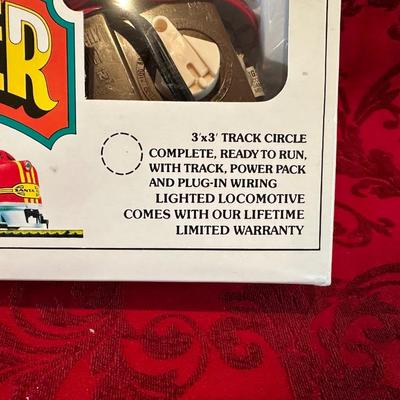 ER
3'x3' TRACK CIRCLE
COMPLETE, READY TO RUN,
WITH TRACK, POWER PACK
AND PLUG-IN WIRING
LIGHTED LOCOMOTIVE
COMES WITH OUR LIFETIME
LIMITED WARRANTY
SANTA